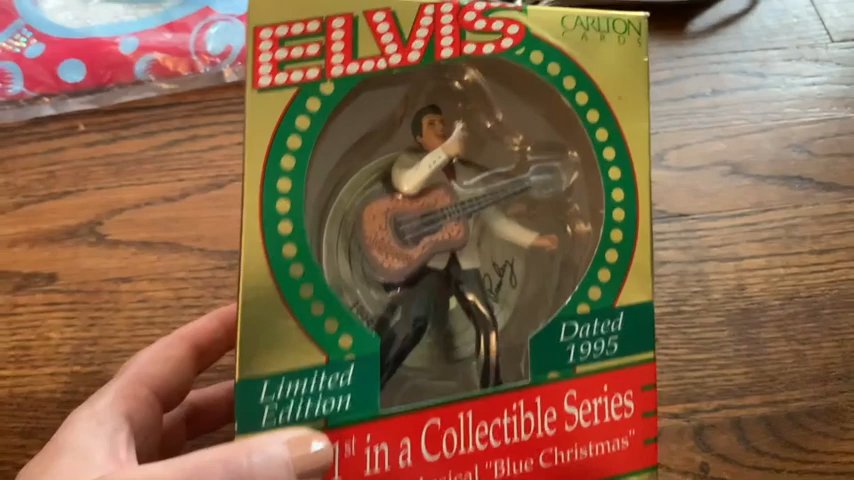 ELVIS
CARLTON
CARDS
Dated
1995
Limited
Edition
1st in a Collectible Series
"Blue Christmas"